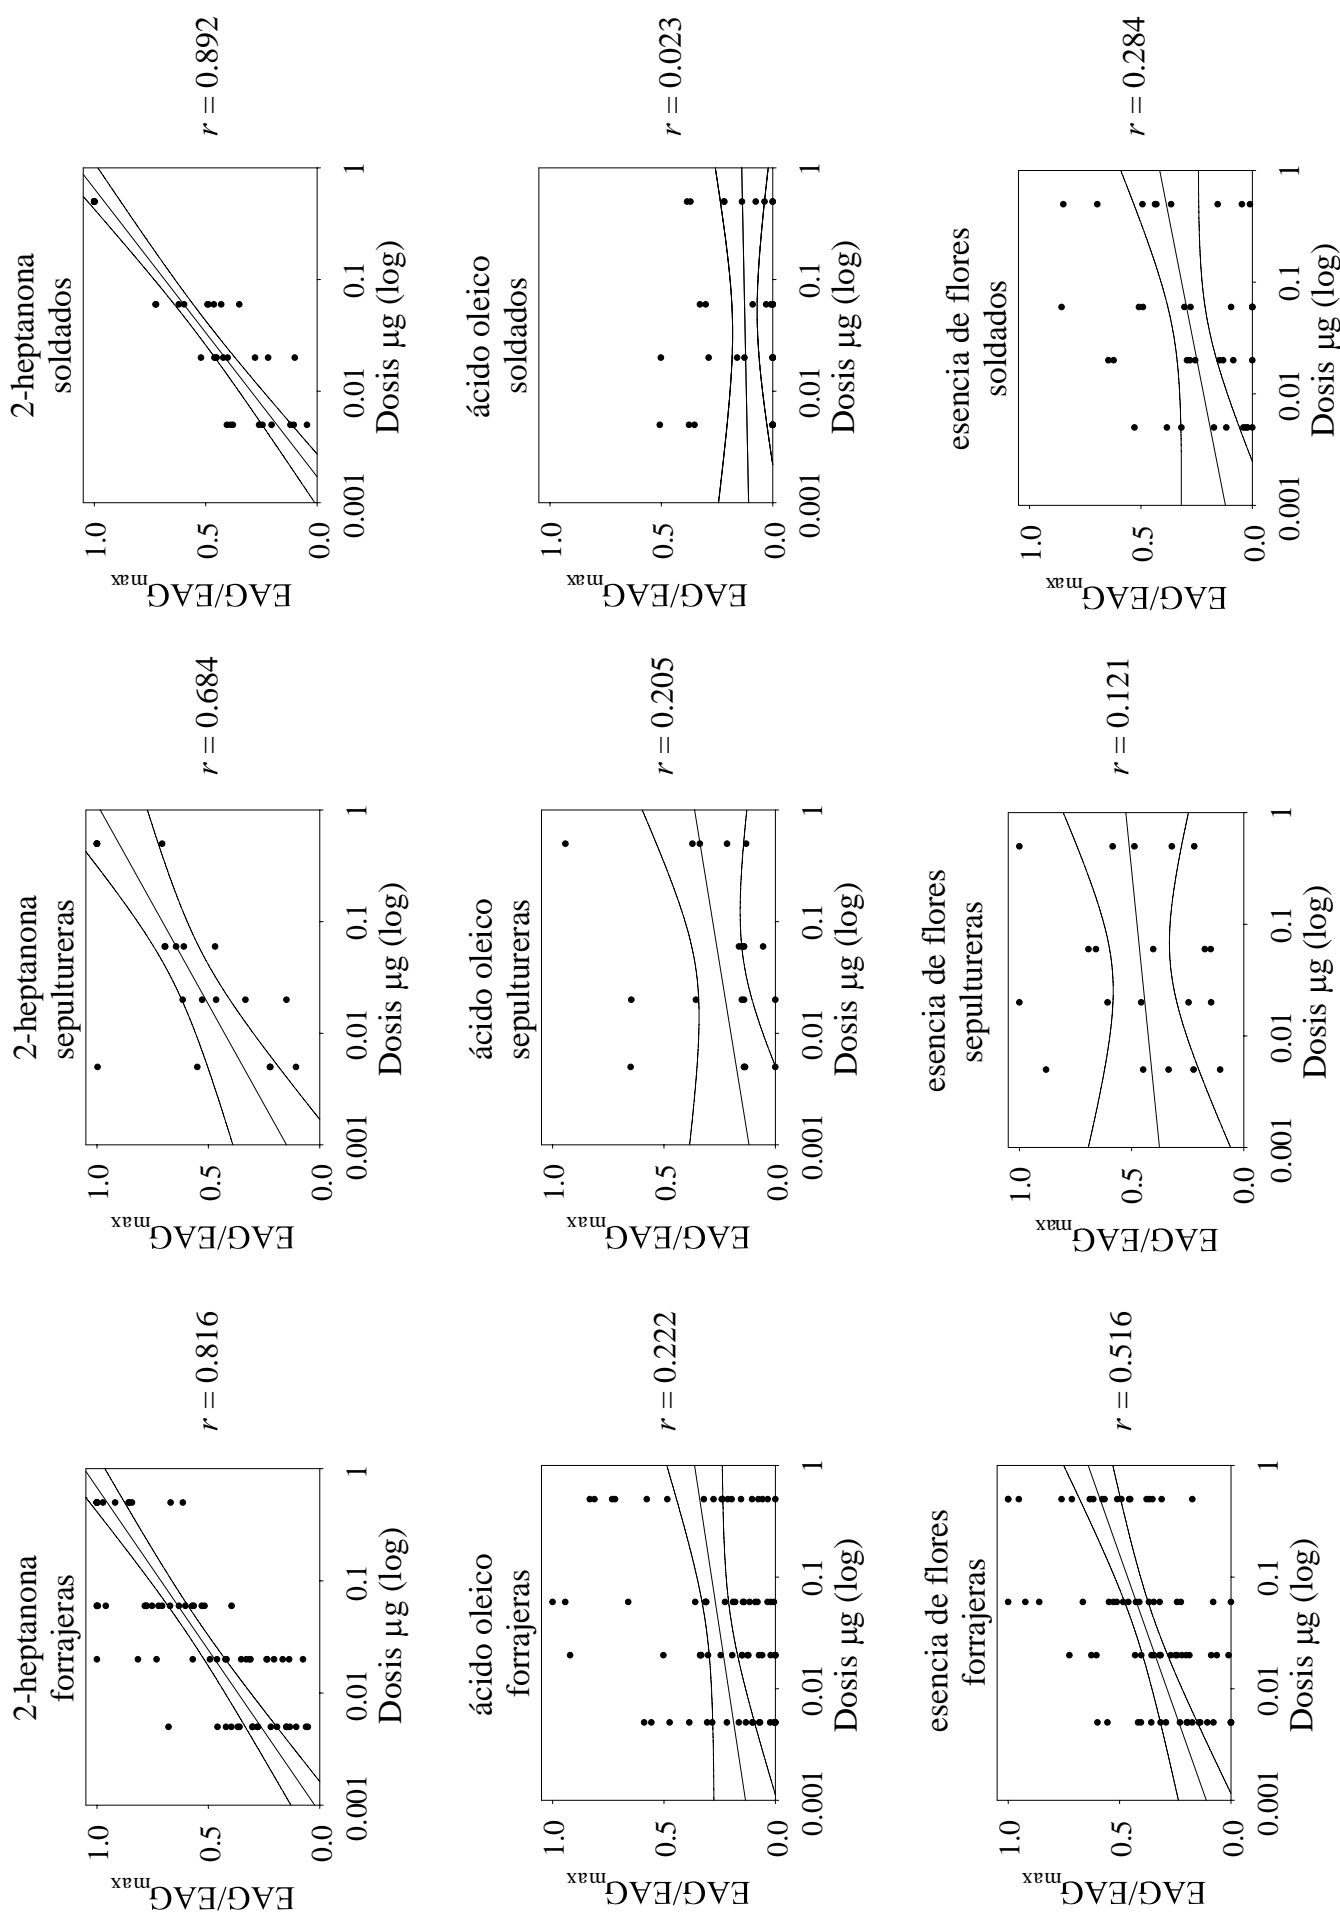 2-heptanona
forrajeras
EAG/EAGmax
1.0
0.5
0.0
0.001 0.01 0.1 1
Dosis µg (log)
r = 0.816
2-heptanona
sepultureras
EAG/EAGmax
1.0
0.5
0.0
0.001 0.01 0.1 1
Dosis µg (log)
r = 0.684
2-heptanona
soldados
EAG/EAGmax
1.0
0.5
0.0
0.001 0.01 0.1 1
Dosis µg (log)
r = 0.892
ácido oleico
forrajeras
EAG/EAGmax
1.0
0.5
0.0
0.001 0.01 0.1 1
Dosis µg (log)
r = 0.222
ácido oleico
sepultureras
EAG/EAGmax
1.0
0.5
0.0
0.001 0.01 0.1 1
Dosis µg (log)
r = 0.205
ácido oleico
soldados
EAG/EAGmax
1.0
0.5
0.0
0.001 0.01 0.1 1
Dosis µg (log)
r = 0.023
esencia de flores
forrajeras
EAG/EAGmax
1.0
0.5
0.0
0.001 0.01 0.1 1
Dosis µg (log)
r = 0.516
esencia de flores
sepultureras
EAG/EAGmax
1.0
0.5
0.0
0.001 0.01 0.1 1
Dosis µg (log)
r = 0.121
esencia de flores
soldados
EAG/EAGmax
1.0
0.5
0.0
0.001 0.01 0.1 1
Dosis µg (log)
r = 0.284